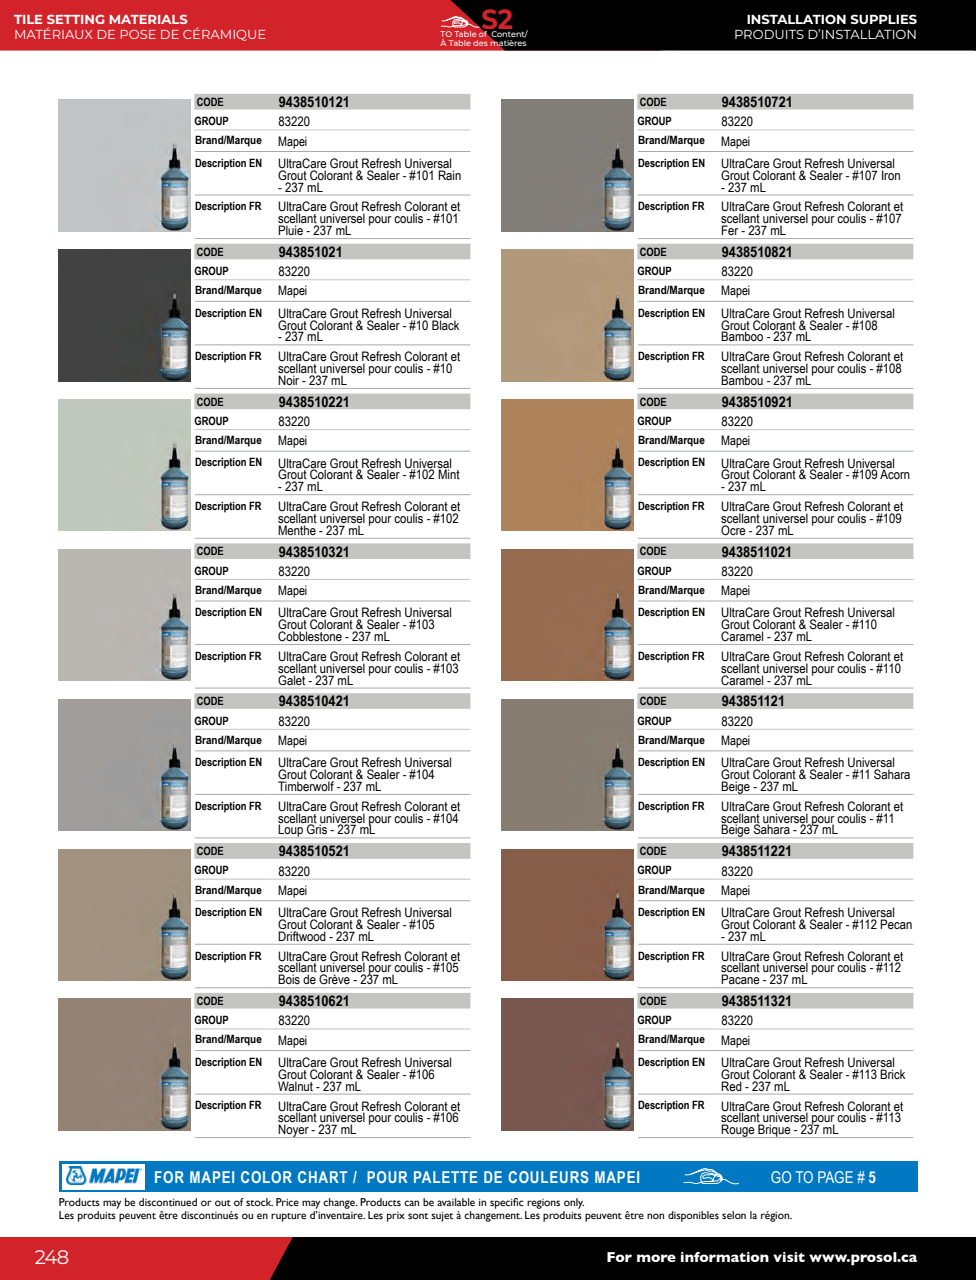 TILE SETTING MATERIALS
MATÉRIAUX DE POSE DE CÉRAMIQUE
S2
TO Table of Content/
À Table des matières
INSTALLATION SUPPLIES
PRODUITS D'INSTALLATION
CODE 9438510121
GROUP 83220
Brand/Marque Mapei
Description EN UltraCare Grout Refresh Universal
Grout Colorant & Sealer - #101 Rain
- 237 mL
Description FR UltraCare Grout Refresh Colorant et
scellant universel pour coulis - #101
Pluie - 237 mL
CODE 943851021
GROUP 83220
Brand/Marque Mapei
Description EN UltraCare Grout Refresh Universal
Grout Colorant & Sealer - #10 Black
- 237 mL
Description FR UltraCare Grout Refresh Colorant et
scellant universel pour coulis - #10
Noir - 237 mL
CODE 9438510221
GROUP 83220
Brand/Marque Mapei
Description EN UltraCare Grout Refresh Universal
Grout Colorant & Sealer - #102 Mint
- 237 mL
Description FR UltraCare Grout Refresh Colorant et
scellant universel pour coulis - #102
Menthe - 237 mL
CODE 9438510321
GROUP 83220
Brand/Marque Mapei
Description EN UltraCare Grout Refresh Universal
Grout Colorant & Sealer - #103
Cobblestone - 237 mL
Description FR UltraCare Grout Refresh Colorant et
scellant universel pour coulis - #103
Galet - 237 mL
CODE 9438510421
GROUP 83220
Brand/Marque Mapei
Description EN UltraCare Grout Refresh Universal
Grout Colorant & Sealer - #104
Timberwolf - 237 mL
Description FR UltraCare Grout Refresh Colorant et
scellant universel pour coulis - #104
Loup Gris - 237 mL
CODE 9438510521
GROUP 83220
Brand/Marque Mapei
Description EN UltraCare Grout Refresh Universal
Grout Colorant & Sealer - #105
Driftwood - 237 mL
Description FR UltraCare Grout Refresh Colorant et
scellant universel pour coulis - #105
Bois de Grève - 237 mL
CODE 9438510621
GROUP 83220
Brand/Marque Mapei
Description EN UltraCare Grout Refresh Universal
Grout Colorant & Sealer - #106
Walnut - 237 mL
Description FR UltraCare Grout Refresh Colorant et
scellant universel pour coulis - #106
Noyer - 237 mL
CODE 9438510721
GROUP 83220
Brand/Marque Mapei
Description EN UltraCare Grout Refresh Universal
Grout Colorant & Sealer - #107 Iron
- 237 mL
Description FR UltraCare Grout Refresh Colorant et
scellant universel pour coulis - #107
Fer - 237 mL
CODE 9438510821
GROUP 83220
Brand/Marque Mapei
Description EN UltraCare Grout Refresh Universal
Grout Colorant & Sealer - #108
Bamboo - 237 mL
Description FR UltraCare Grout Refresh Colorant et
scellant universel pour coulis - #108
Bambou - 237 mL
CODE 9438510921
GROUP 83220
Brand/Marque Mapei
Description EN UltraCare Grout Refresh Universal
Grout Colorant & Sealer - #109 Acorn
- 237 mL
Description FR UltraCare Grout Refresh Colorant et
scellant universel pour coulis - #109
Ocre - 237 mL
CODE 9438511021
GROUP 83220
Brand/Marque Mapei
Description EN UltraCare Grout Refresh Universal
Grout Colorant & Sealer - #110
Caramel - 237 mL
Description FR UltraCare Grout Refresh Colorant et
scellant universel pour coulis - #110
Caramel - 237 mL
CODE 943851121
GROUP 83220
Brand/Marque Mapei
Description EN UltraCare Grout Refresh Universal
Grout Colorant & Sealer - #11 Sahara
Beige - 237 mL
Description FR UltraCare Grout Refresh Colorant et
scellant universel pour coulis - #11
Beige Sahara - 237 mL
CODE 9438511221
GROUP 83220
Brand/Marque Mapei
Description EN UltraCare Grout Refresh Universal
Grout Colorant & Sealer - #112 Pecan
- 237 mL
Description FR UltraCare Grout Refresh Colorant et
scellant universel pour coulis - #112
Pacane - 237 mL
CODE 9438511321
GROUP 83220
Brand/Marque Mapei
Description EN UltraCare Grout Refresh Universal
Grout Colorant & Sealer - #113 Brick
Red - 237 mL
Description FR UltraCare Grout Refresh Colorant et
scellant universel pour coulis - #113
Rouge Brique - 237 mL
MAPEI FOR MAPEI COLOR CHART / POUR PALETTE DE COULEURS MAPEI GO TO PAGE # 5
Products may be discontinued or out of stock. Price may change. Products can be available in specific regions only.
Les produits peuvent être discontinués ou en rupture d'inventaire. Les prix sont sujet à changement. Les produits peuvent être non disponibles selon la région.
248
For more information visit www.prosol.ca